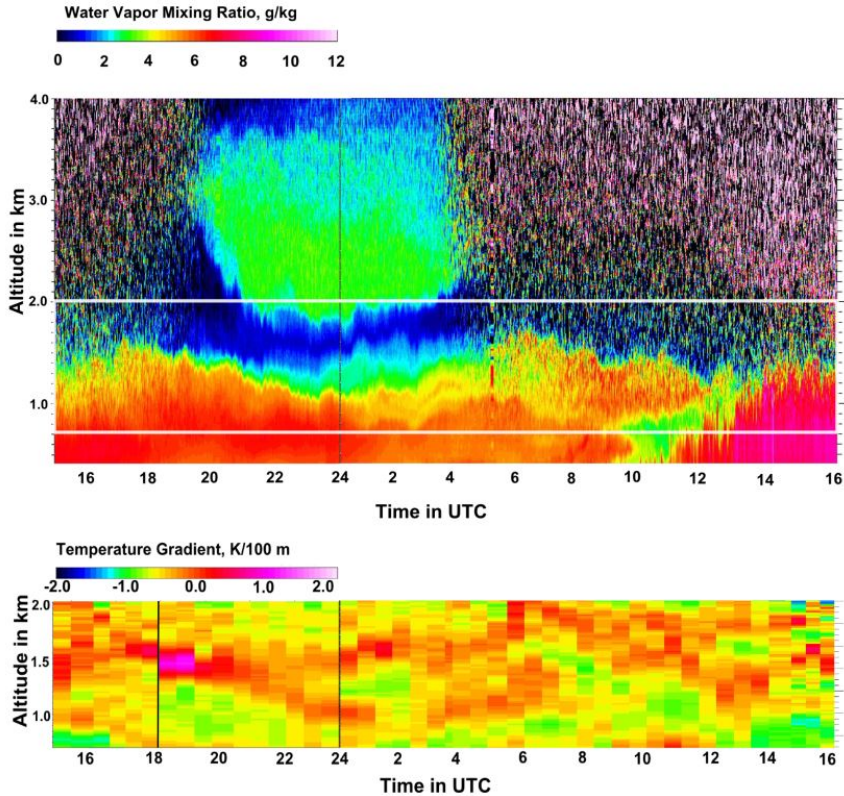 Water Vapor Mixing Ratio, g/kg
0 2 4 6 8 10 12
4.0
3.0
2.0
1.0
Altitude in km
16 18 20 22 24 2 4 6 8 10 12 14 16
Time in UTC
Temperature Gradient, K/100 m
-2.0 -1.0 0.0 1.0 2.0
2.0
1.5
1.0
Altitude in km
16 18 20 22 24 2 4 6 8 10 12 14 16
Time in UTC